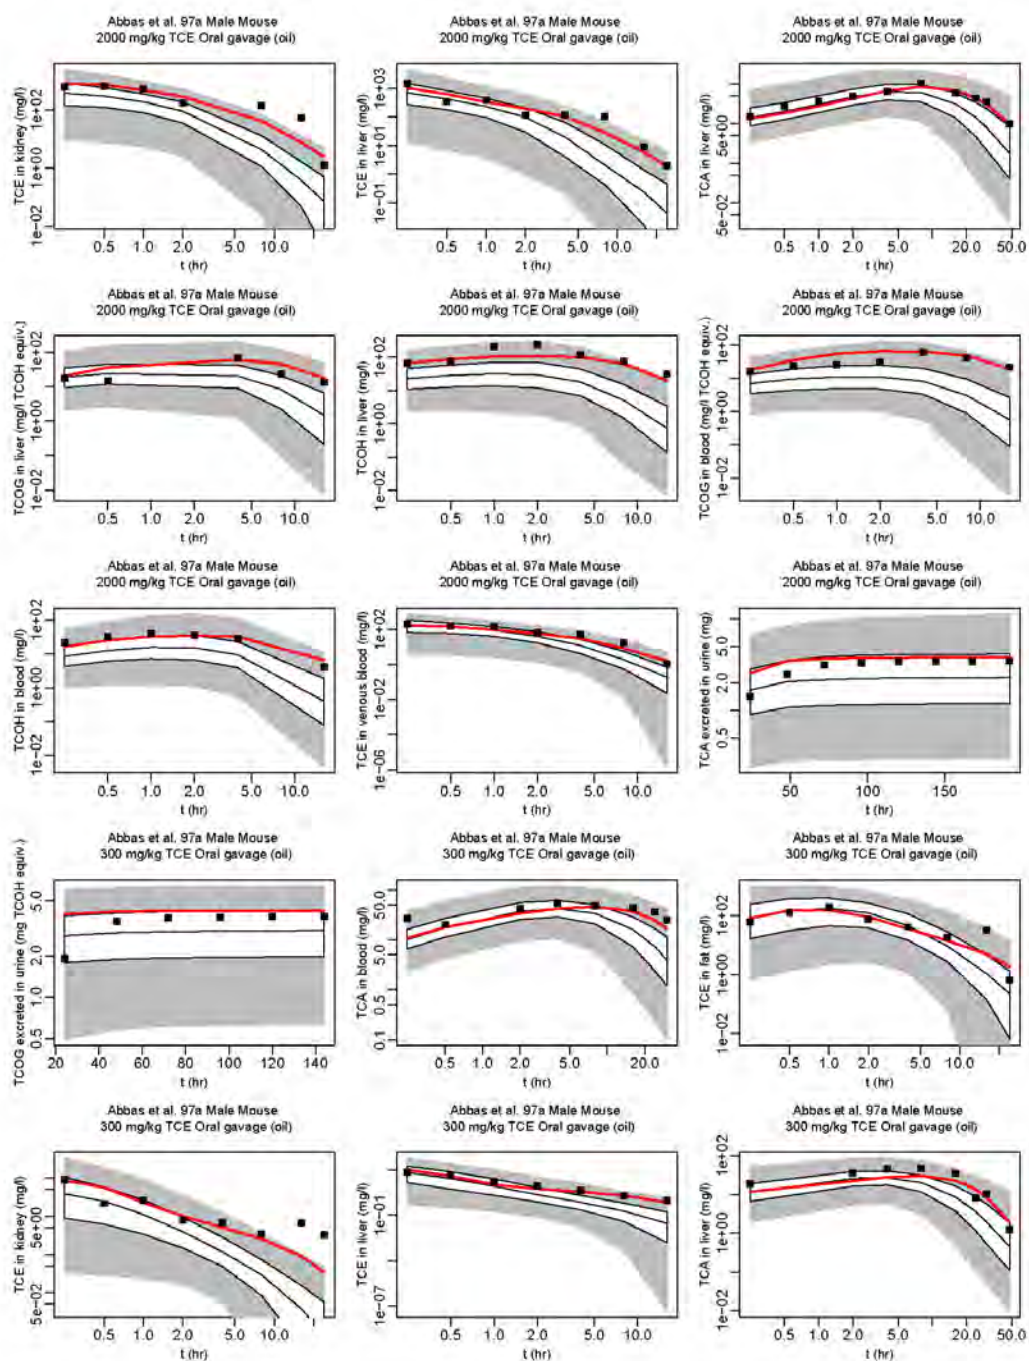 Abbas et al. 97a Male Mouse
2000 mg/kg TCE Oral gavage (oil)
TCE in kidney (mg/l)
1e+02
1e+00
1e-02
0.5 1.0 2.0 5.0 10.0
t (hr)
Abbas et al. 97a Male Mouse
2000 mg/kg TCE Oral gavage (oil)
TCE in liver (mg/l)
1e+03
1e+01
1e-01
0.5 1.0 2.0 5.0 10.0
t (hr)
Abbas et al. 97a Male Mouse
2000 mg/kg TCE Oral gavage (oil)
TCA in liver (mg/l)
5e+00
5e-02
0.5 1.0 2.0 5.0 20.0 50.0
t (hr)
Abbas et al. 97a Male Mouse
2000 mg/kg TCE Oral gavage (oil)
TCOG in liver (mg/l TCOH equiv.)
1e+02
1e+00
1e-02
0.5 1.0 2.0 5.0 10.0
t (hr)
Abbas et al. 97a Male Mouse
2000 mg/kg TCE Oral gavage (oil)
TCOH in liver (mg/l)
1e+02
1e+00
1e-02
0.5 1.0 2.0 5.0 10.0
t (hr)
Abbas et al. 97a Male Mouse
2000 mg/kg TCE Oral gavage (oil)
TCOG in blood (mg/l TCOH equiv.)
1e+02
1e+00
1e-02
0.5 1.0 2.0 5.0 10.0
t (hr)
Abbas et al. 97a Male Mouse
2000 mg/kg TCE Oral gavage (oil)
TCOH in blood (mg/l)
1e+02
1e+00
1e-02
0.5 1.0 2.0 5.0 10.0
t (hr)
Abbas et al. 97a Male Mouse
2000 mg/kg TCE Oral gavage (oil)
TCE in venous blood (mg/l)
1e+02
1e-02
1e-06
0.5 1.0 2.0 5.0 10.0
t (hr)
Abbas et al. 97a Male Mouse
2000 mg/kg TCE Oral gavage (oil)
TCA excreted in urine (mg)
5.0
2.0
0.5
50 100 150
t (hr)
Abbas et al. 97a Male Mouse
300 mg/kg TCE Oral gavage (oil)
TCOG excreted in urine (mg TCOH equiv.)
5.0
2.0
1.0
0.5
20 40 60 80 100 120 140
t (hr)
Abbas et al. 97a Male Mouse
300 mg/kg TCE Oral gavage (oil)
TCA in blood (mg/l)
50.0
5.0
0.5
0.1
0.5 1.0 2.0 5.0 20.0
t (hr)
Abbas et al. 97a Male Mouse
300 mg/kg TCE Oral gavage (oil)
TCE in fat (mg/l)
1e+02
1e+00
1e-02
0.5 1.0 2.0 5.0 10.0
t (hr)
Abbas et al. 97a Male Mouse
300 mg/kg TCE Oral gavage (oil)
TCE in kidney (mg/l)
5e+00
5e-02
0.5 1.0 2.0 5.0 10.0
t (hr)
Abbas et al. 97a Male Mouse
300 mg/kg TCE Oral gavage (oil)
TCE in liver (mg/l)
1e-01
1e-07
0.5 1.0 2.0 5.0 10.0
t (hr)
Abbas et al. 97a Male Mouse
300 mg/kg TCE Oral gavage (oil)
TCA in liver (mg/l)
1e+02
1e+00
1e-02
0.5 1.0 2.0 5.0 20.0 50.0
t (hr)